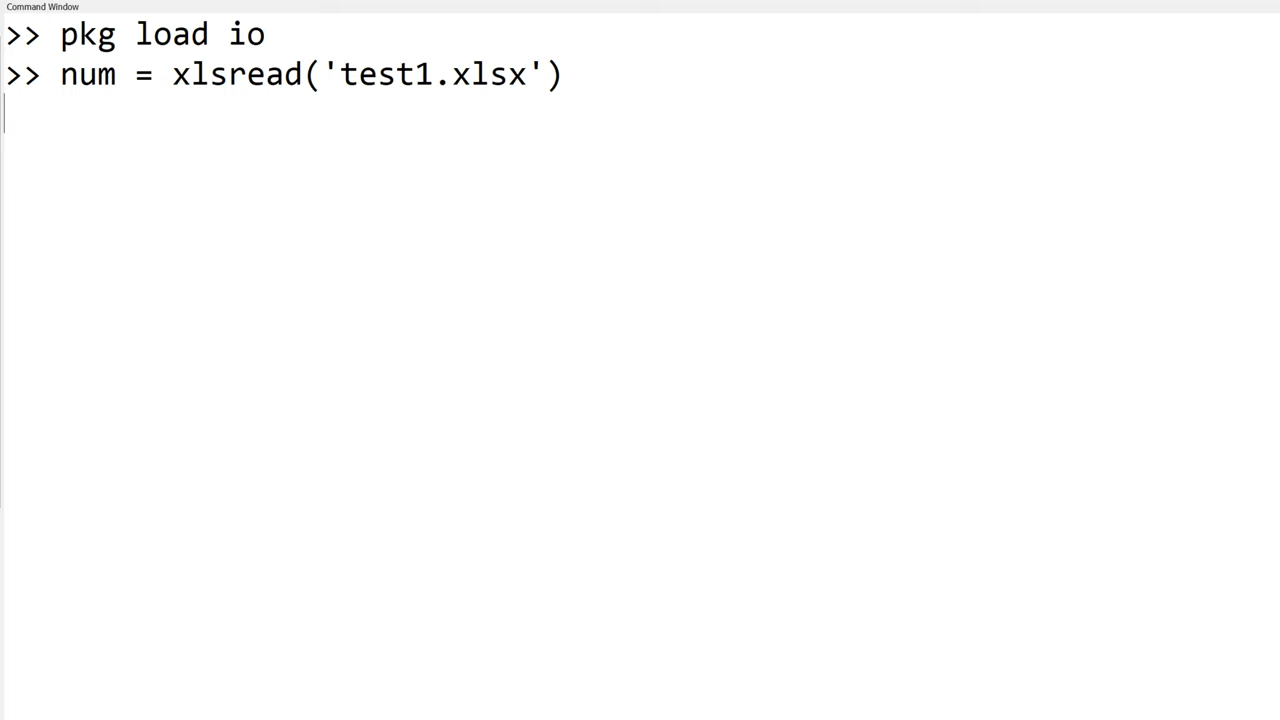 Command Window
>> pkg load io
>> num = xlsread('test1.xlsx')